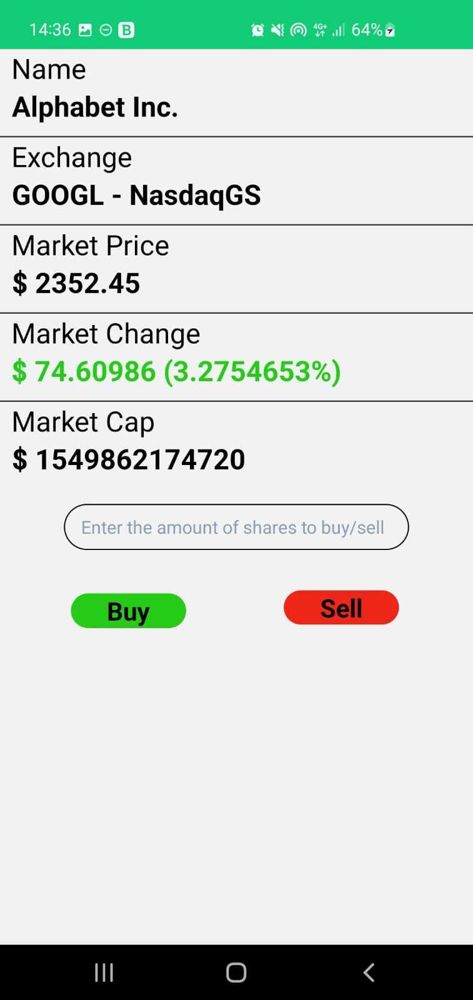 14:36 B 4G+ 64%
Name
Alphabet Inc.
Exchange
GOOGL - NasdaqGS
Market Price
$ 2352.45
Market Change
$ 74.60986 (3.2754653%)
Market Cap
$ 1549862174720
Enter the amount of shares to buy/sell
Buy Sell